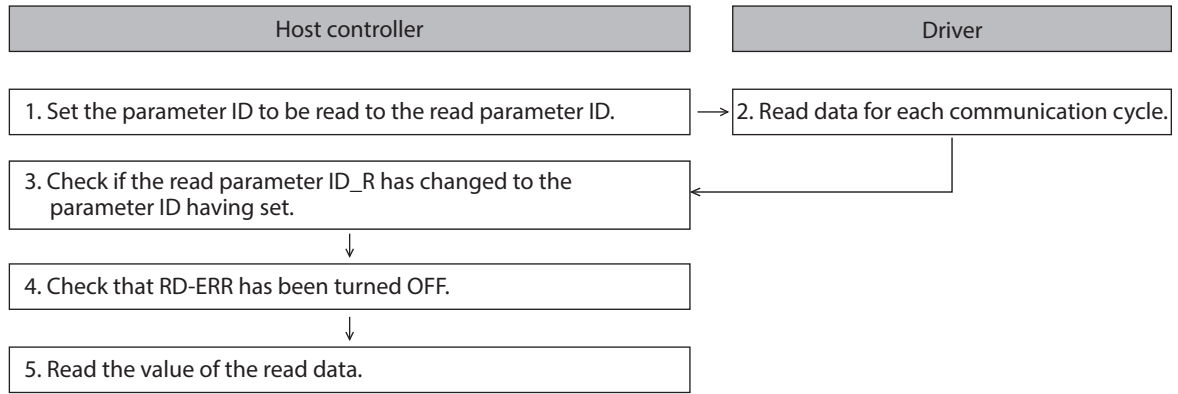 Host controller
Driver
1. Set the parameter ID to be read to the read parameter ID.
2. Read data for each communication cycle.
3. Check if the read parameter ID_R has changed to the
parameter ID having set.
4. Check that RD-ERR has been turned OFF.
5. Read the value of the read data.